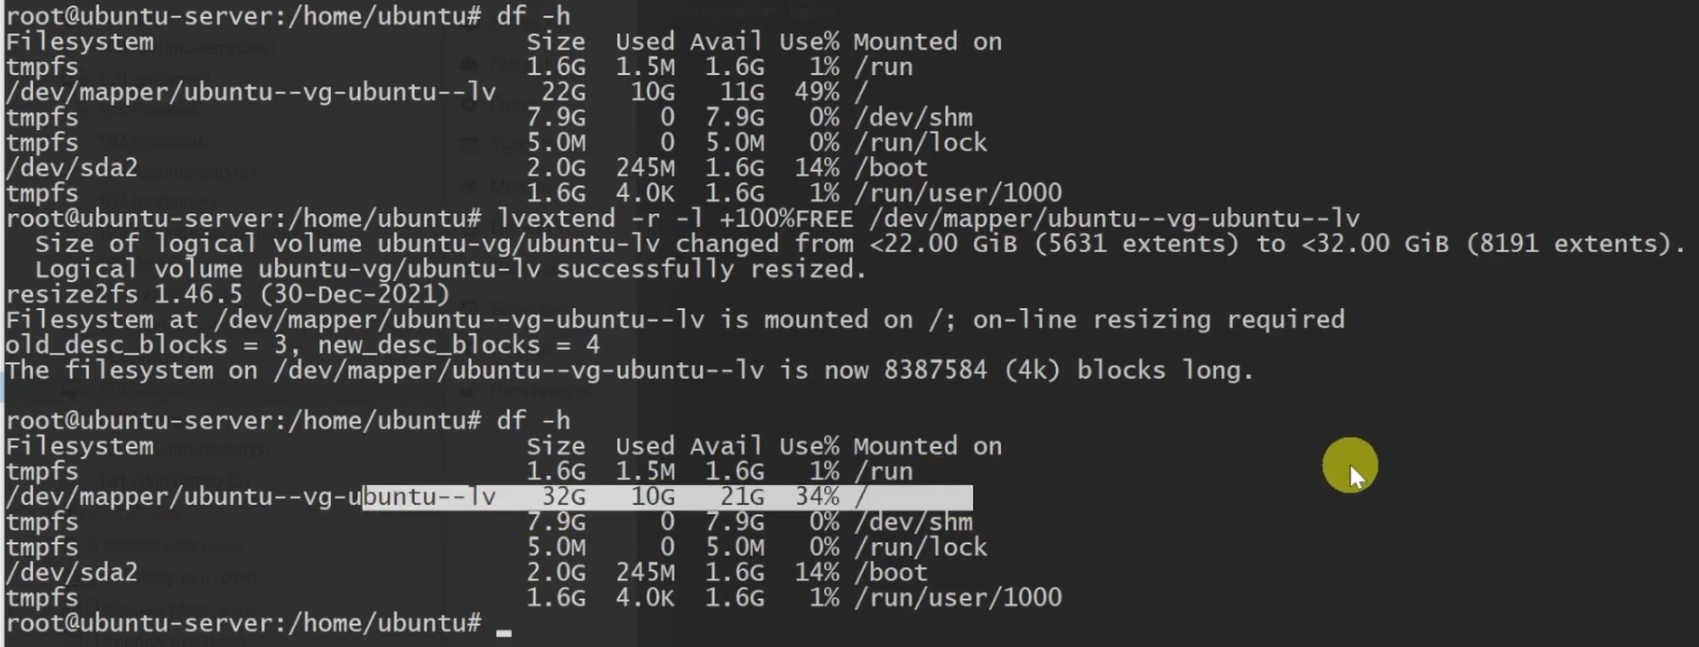 root@ubuntu-server:/home/ubuntu# df -h
Filesystem                         Size  Used Avail Use% Mounted on
tmpfs                              1.6G  1.5M  1.6G   1% /run
/dev/mapper/ubuntu--vg-ubuntu--lv   22G   10G   11G  49% /
tmpfs                              7.9G     0  7.9G   0% /dev/shm
tmpfs                              5.0M     0  5.0M   0% /run/lock
/dev/sda2                          2.0G  245M  1.6G  14% /boot
tmpfs                              1.6G  4.0K  1.6G   1% /run/user/1000
root@ubuntu-server:/home/ubuntu# lvextend -r -l +100%FREE /dev/mapper/ubuntu--vg-ubuntu--lv
  Size of logical volume ubuntu-vg/ubuntu-lv changed from <22.00 GiB (5631 extents) to <32.00 GiB (8191 extents).
  Logical volume ubuntu-vg/ubuntu-lv successfully resized.
resize2fs 1.46.5 (30-Dec-2021)
Filesystem at /dev/mapper/ubuntu--vg-ubuntu--lv is mounted on /; on-line resizing required
old_desc_blocks = 3, new_desc_blocks = 4
The filesystem on /dev/mapper/ubuntu--vg-ubuntu--lv is now 8387584 (4k) blocks long.
root@ubuntu-server:/home/ubuntu# df -h
Filesystem                         Size  Used Avail Use% Mounted on
tmpfs                              1.6G  1.5M  1.6G   1% /run
/dev/mapper/ubuntu--vg-ubuntu--lv   32G   10G   21G  34% /
tmpfs                              7.9G     0  7.9G   0% /dev/shm
tmpfs                              5.0M     0  5.0M   0% /run/lock
/dev/sda2                          2.0G  245M  1.6G  14% /boot
tmpfs                              1.6G  4.0K  1.6G   1% /run/user/1000
root@ubuntu-server:/home/ubuntu#